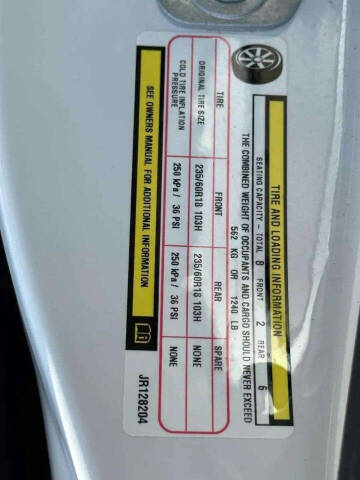 TIRE AND LOADING INFORMATION
SEATING CAPACITY - TOTAL 8 FRONT 2 REAR 6
THE COMBINED WEIGHT OF OCCUPANTS AND CARGO SHOULD NEVER EXCEED
562 KG OR 1240 LB
TIRE FRONT REAR SPARE
ORIGINAL TIRE SIZE 235/60R18 103H 235/60R18 103H NONE
COLD TIRE INFLATION
PRESSURE 250 kPa / 36 PSI 250 kPa / 36 PSI NONE
SEE OWNERS MANUAL FOR ADDITIONAL INFORMATION
JR128204